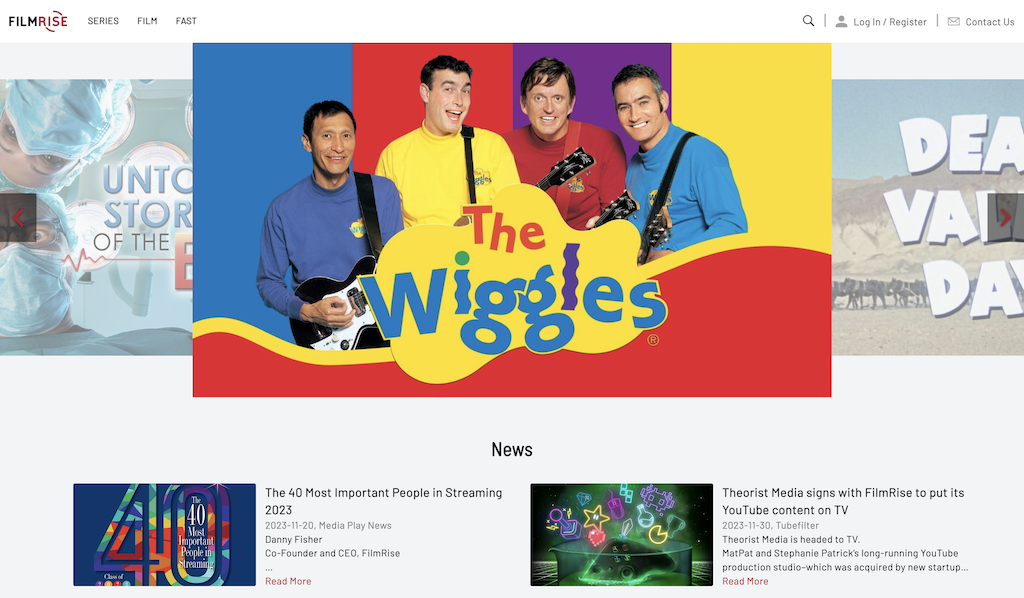 FILMRISE
SERIES
FILM
FAST
Log In / Register
Contact Us
UNTO
STOR
OF THE
E
The
Wiggles
®
DEA
VA
DA
News
The
40
Most
Important
People in
Streaming
Class of
The 40 Most Important People in Streaming
2023
2023-11-20, Media Play News
Danny Fisher
Co-Founder and CEO, FilmRise
...
Read More
Theorist Media signs with FilmRise to put its
YouTube content on TV
2023-11-30, Tubefilter
Theorist Media is headed to TV.
MatPat and Stephanie Patrick's long-running YouTube
production studio–which was acquired by new startup...
Read More